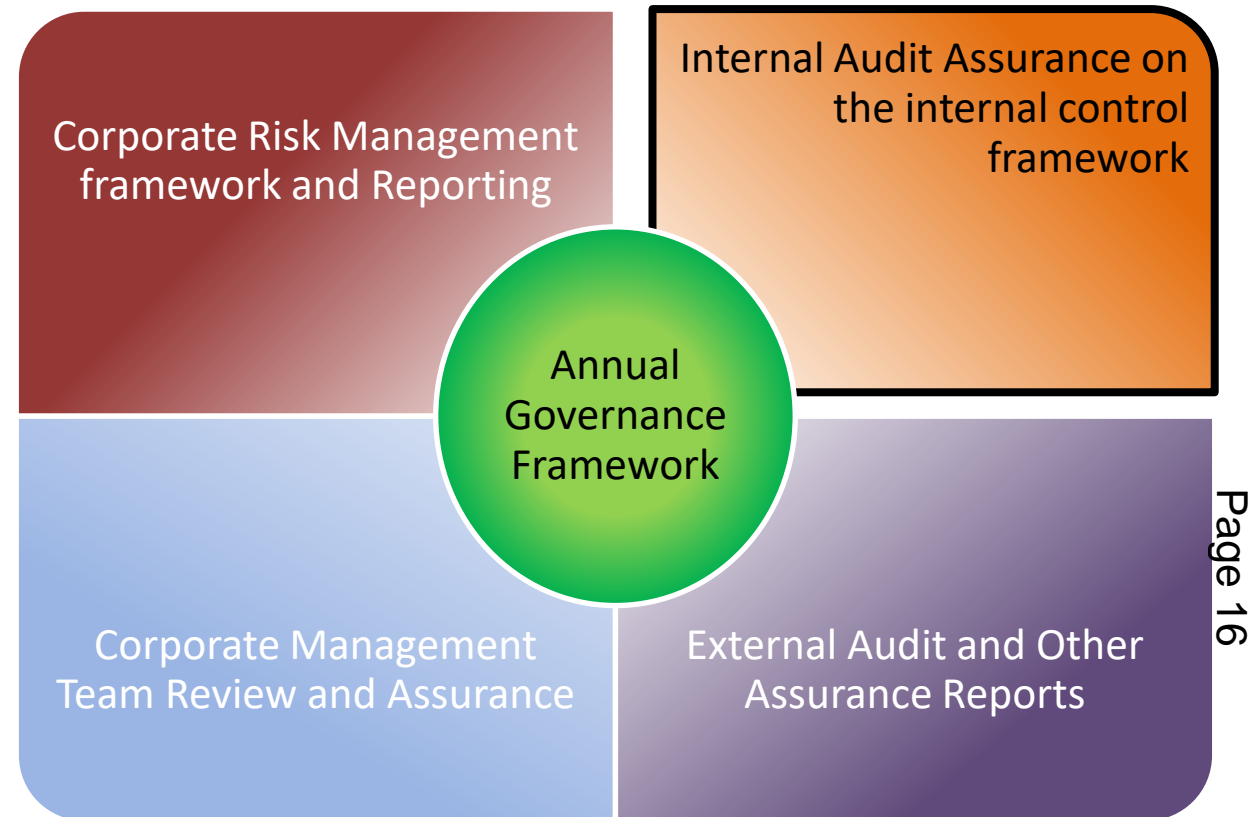 Corporate Risk Management
framework and Reporting
Internal Audit Assurance on
the internal control
framework
Annual
Governance
Framework
Corporate Management
Team Review and Assurance
External Audit and Other
Assurance Reports
Page 16